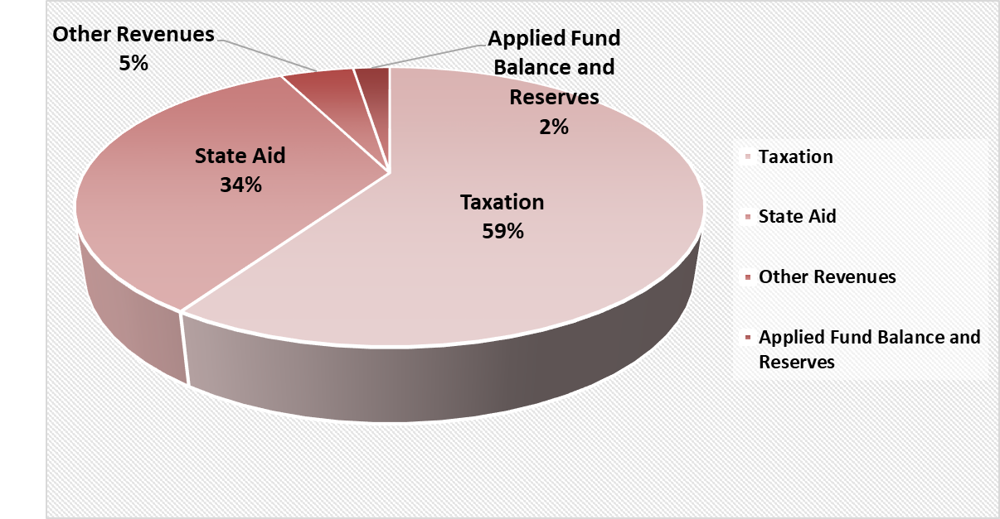 Other Revenues
5%
Applied Fund
Balance and
Reserves
2%
State Aid
34%
Taxation
59%
Taxation
State Aid
Other Revenues
Applied Fund Balance and
Reserves